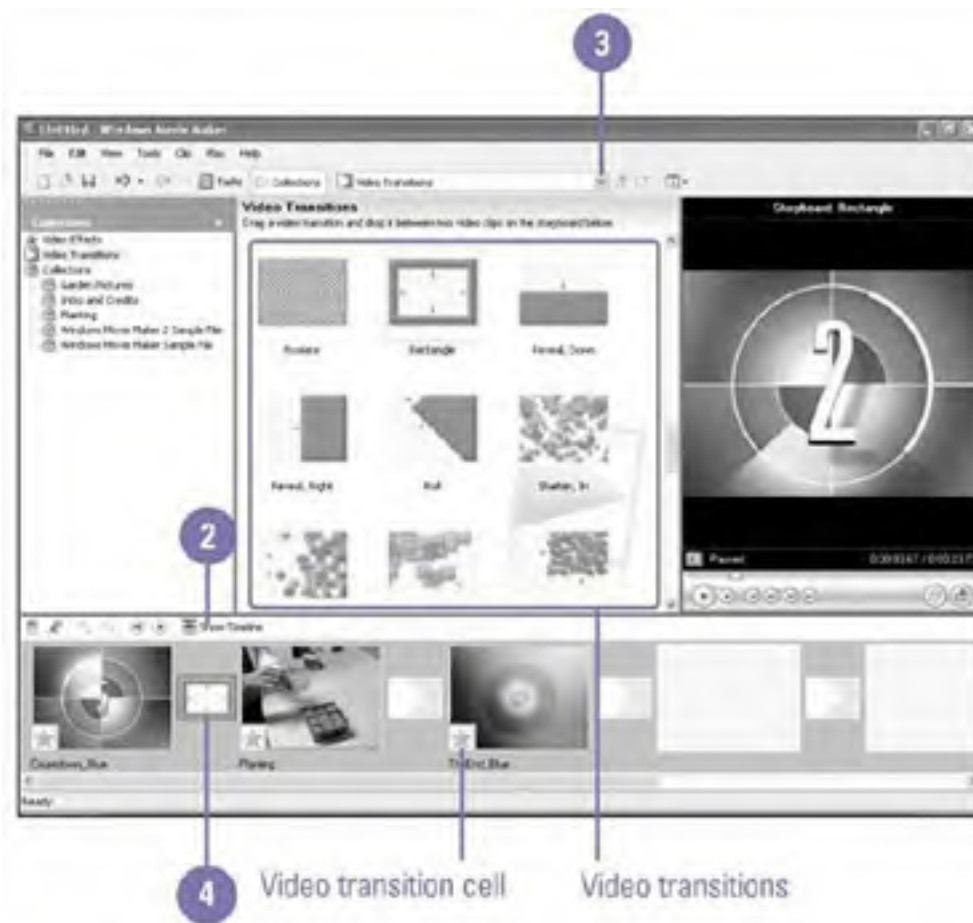 3
Untitled - Windows Movie Maker
File Edit View Tools Clip Play Help
Tasks Collections Video Transitions
Collections
Video Effects
Video Transitions
Collections
Garden Pictures
Intro and Credits
Planting
Windows Movie Maker 2 Sample File
Windows Movie Maker Sample File
Video Transitions
Drag a video transition and drop it between two video clips on the storyboard below.
Rectangle
Reveal, Down
Reveal, Right
Roll
Shatter, In
Storyboard: Rectangle
2
Paused
2
Show Timeline
Countdown_Blue
Planting
TheEnd_Blue
Ready
4
Video transition cell
Video transitions